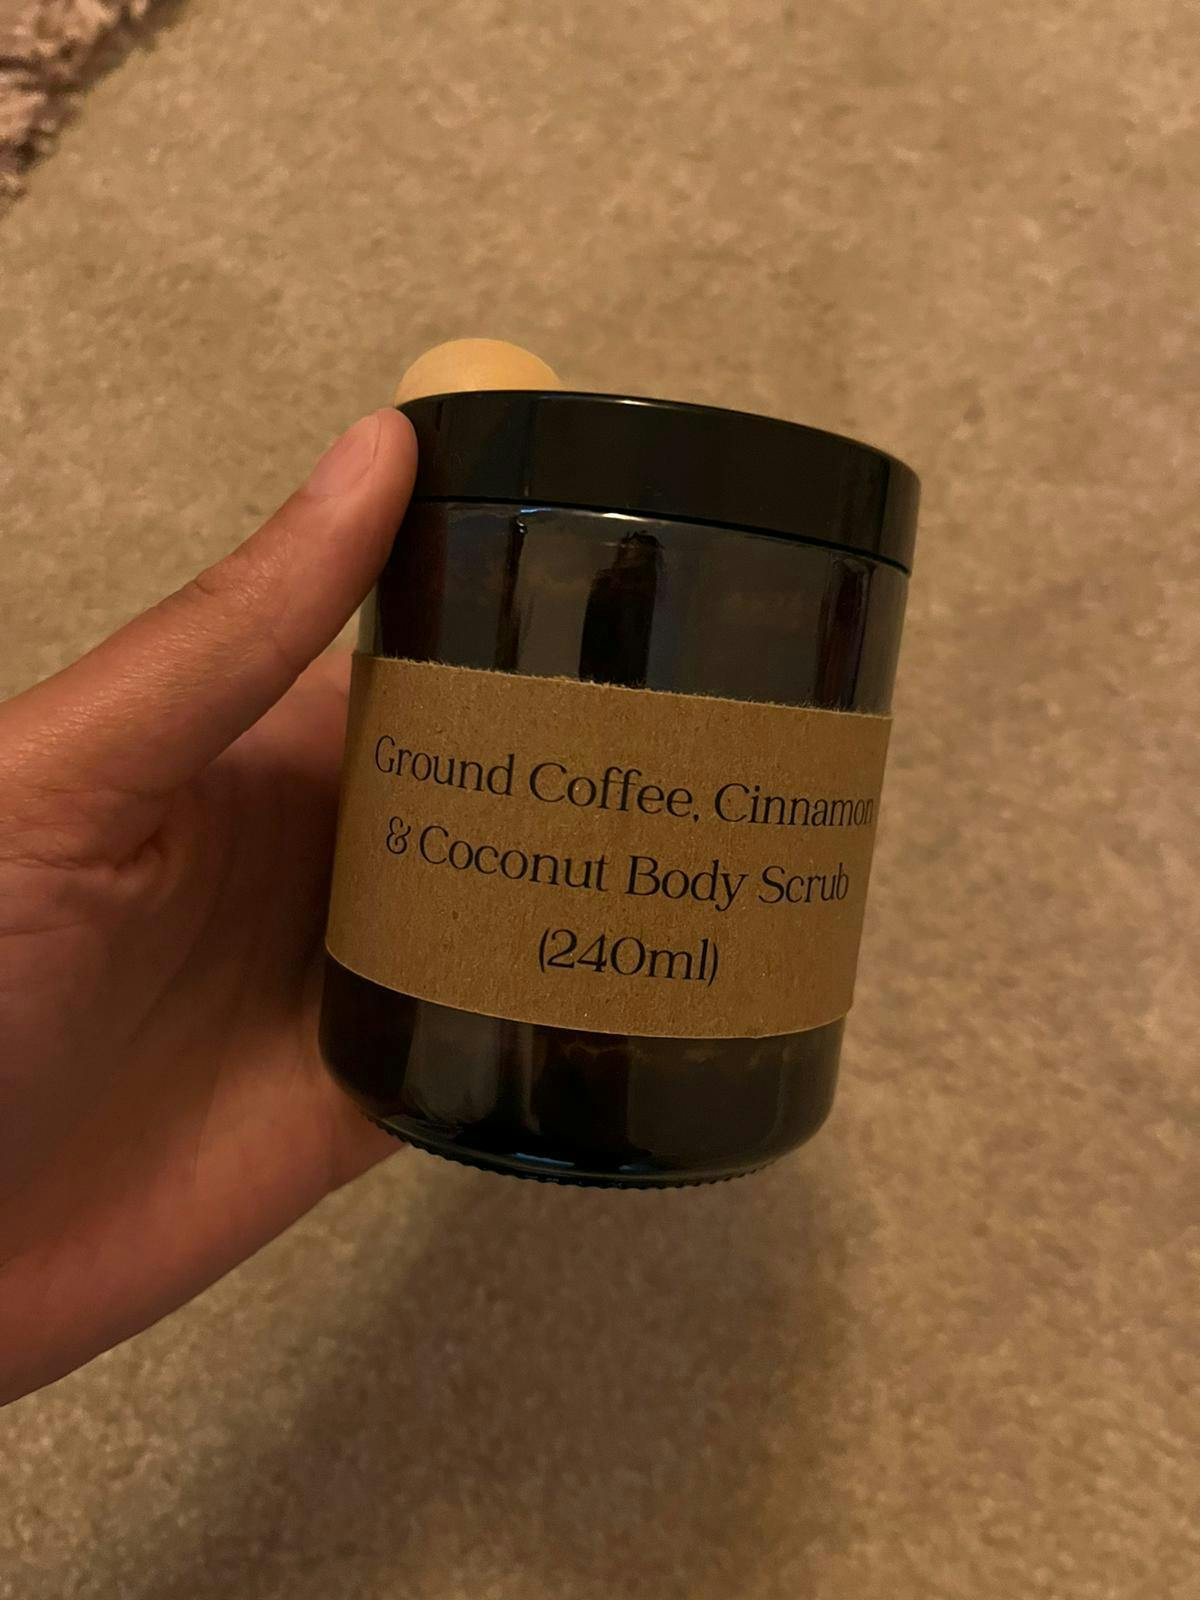 Ground Coffee, Cinnamon
& Coconut Body Scrub
(240ml)